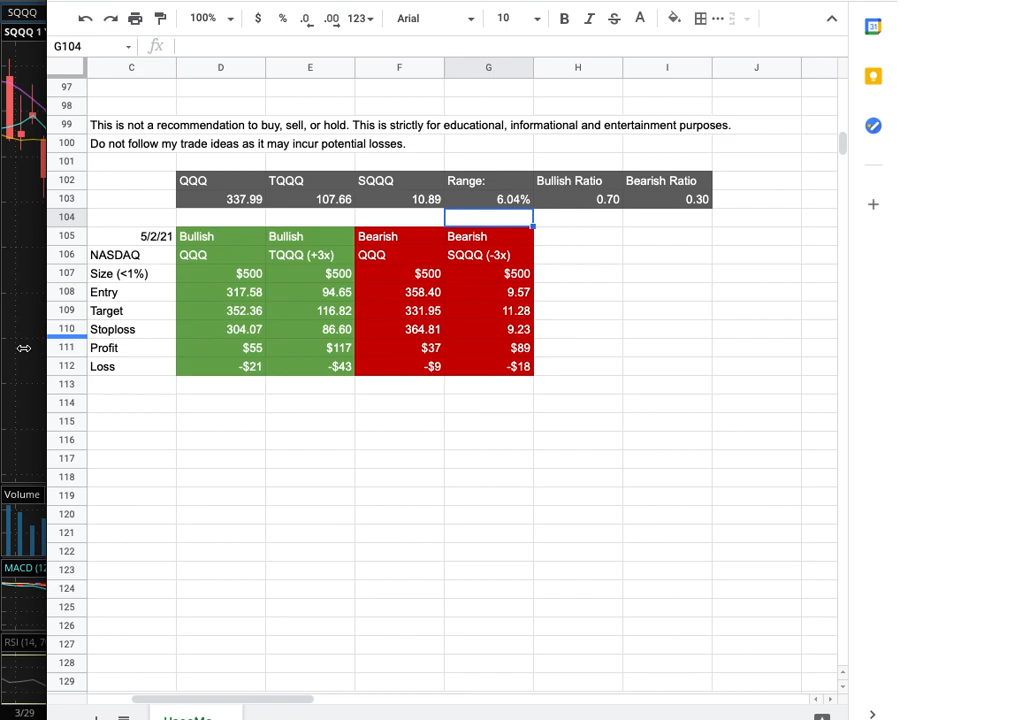 SQQQ
100% $ % .0 .00 123 Arial 10 B I S A
31
SQQQ 1
G104 fx
C D E F G H I J
97
98
99 This is not a recommendation to buy, sell, or hold. This is strictly for educational, informational and entertainment purposes.
100 Do not follow my trade ideas as it may incur potential losses.
101
102 QQQ TQQQ SQQQ Range: Bullish Ratio Bearish Ratio
103 337.99 107.66 10.89 6.04% 0.70 0.30
104
105 5/2/21 Bullish Bullish Bearish Bearish
106 NASDAQ QQQ TQQQ (+3x) QQQ SQQQ (-3x)
107 Size (<1%) $500 $500 $500 $500
108 Entry 317.58 94.65 358.40 9.57
109 Target 352.36 116.82 331.95 11.28
110 Stoploss 304.07 86.60 364.81 9.23
111 Profit $55 $117 $37 $89
112 Loss -$21 -$43 -$9 -$18
113
114
115
116
117
118
Volume
119
120
121
122
MACD (12
123
124
125
126
RSI (14, 7
127
128
129
3/29